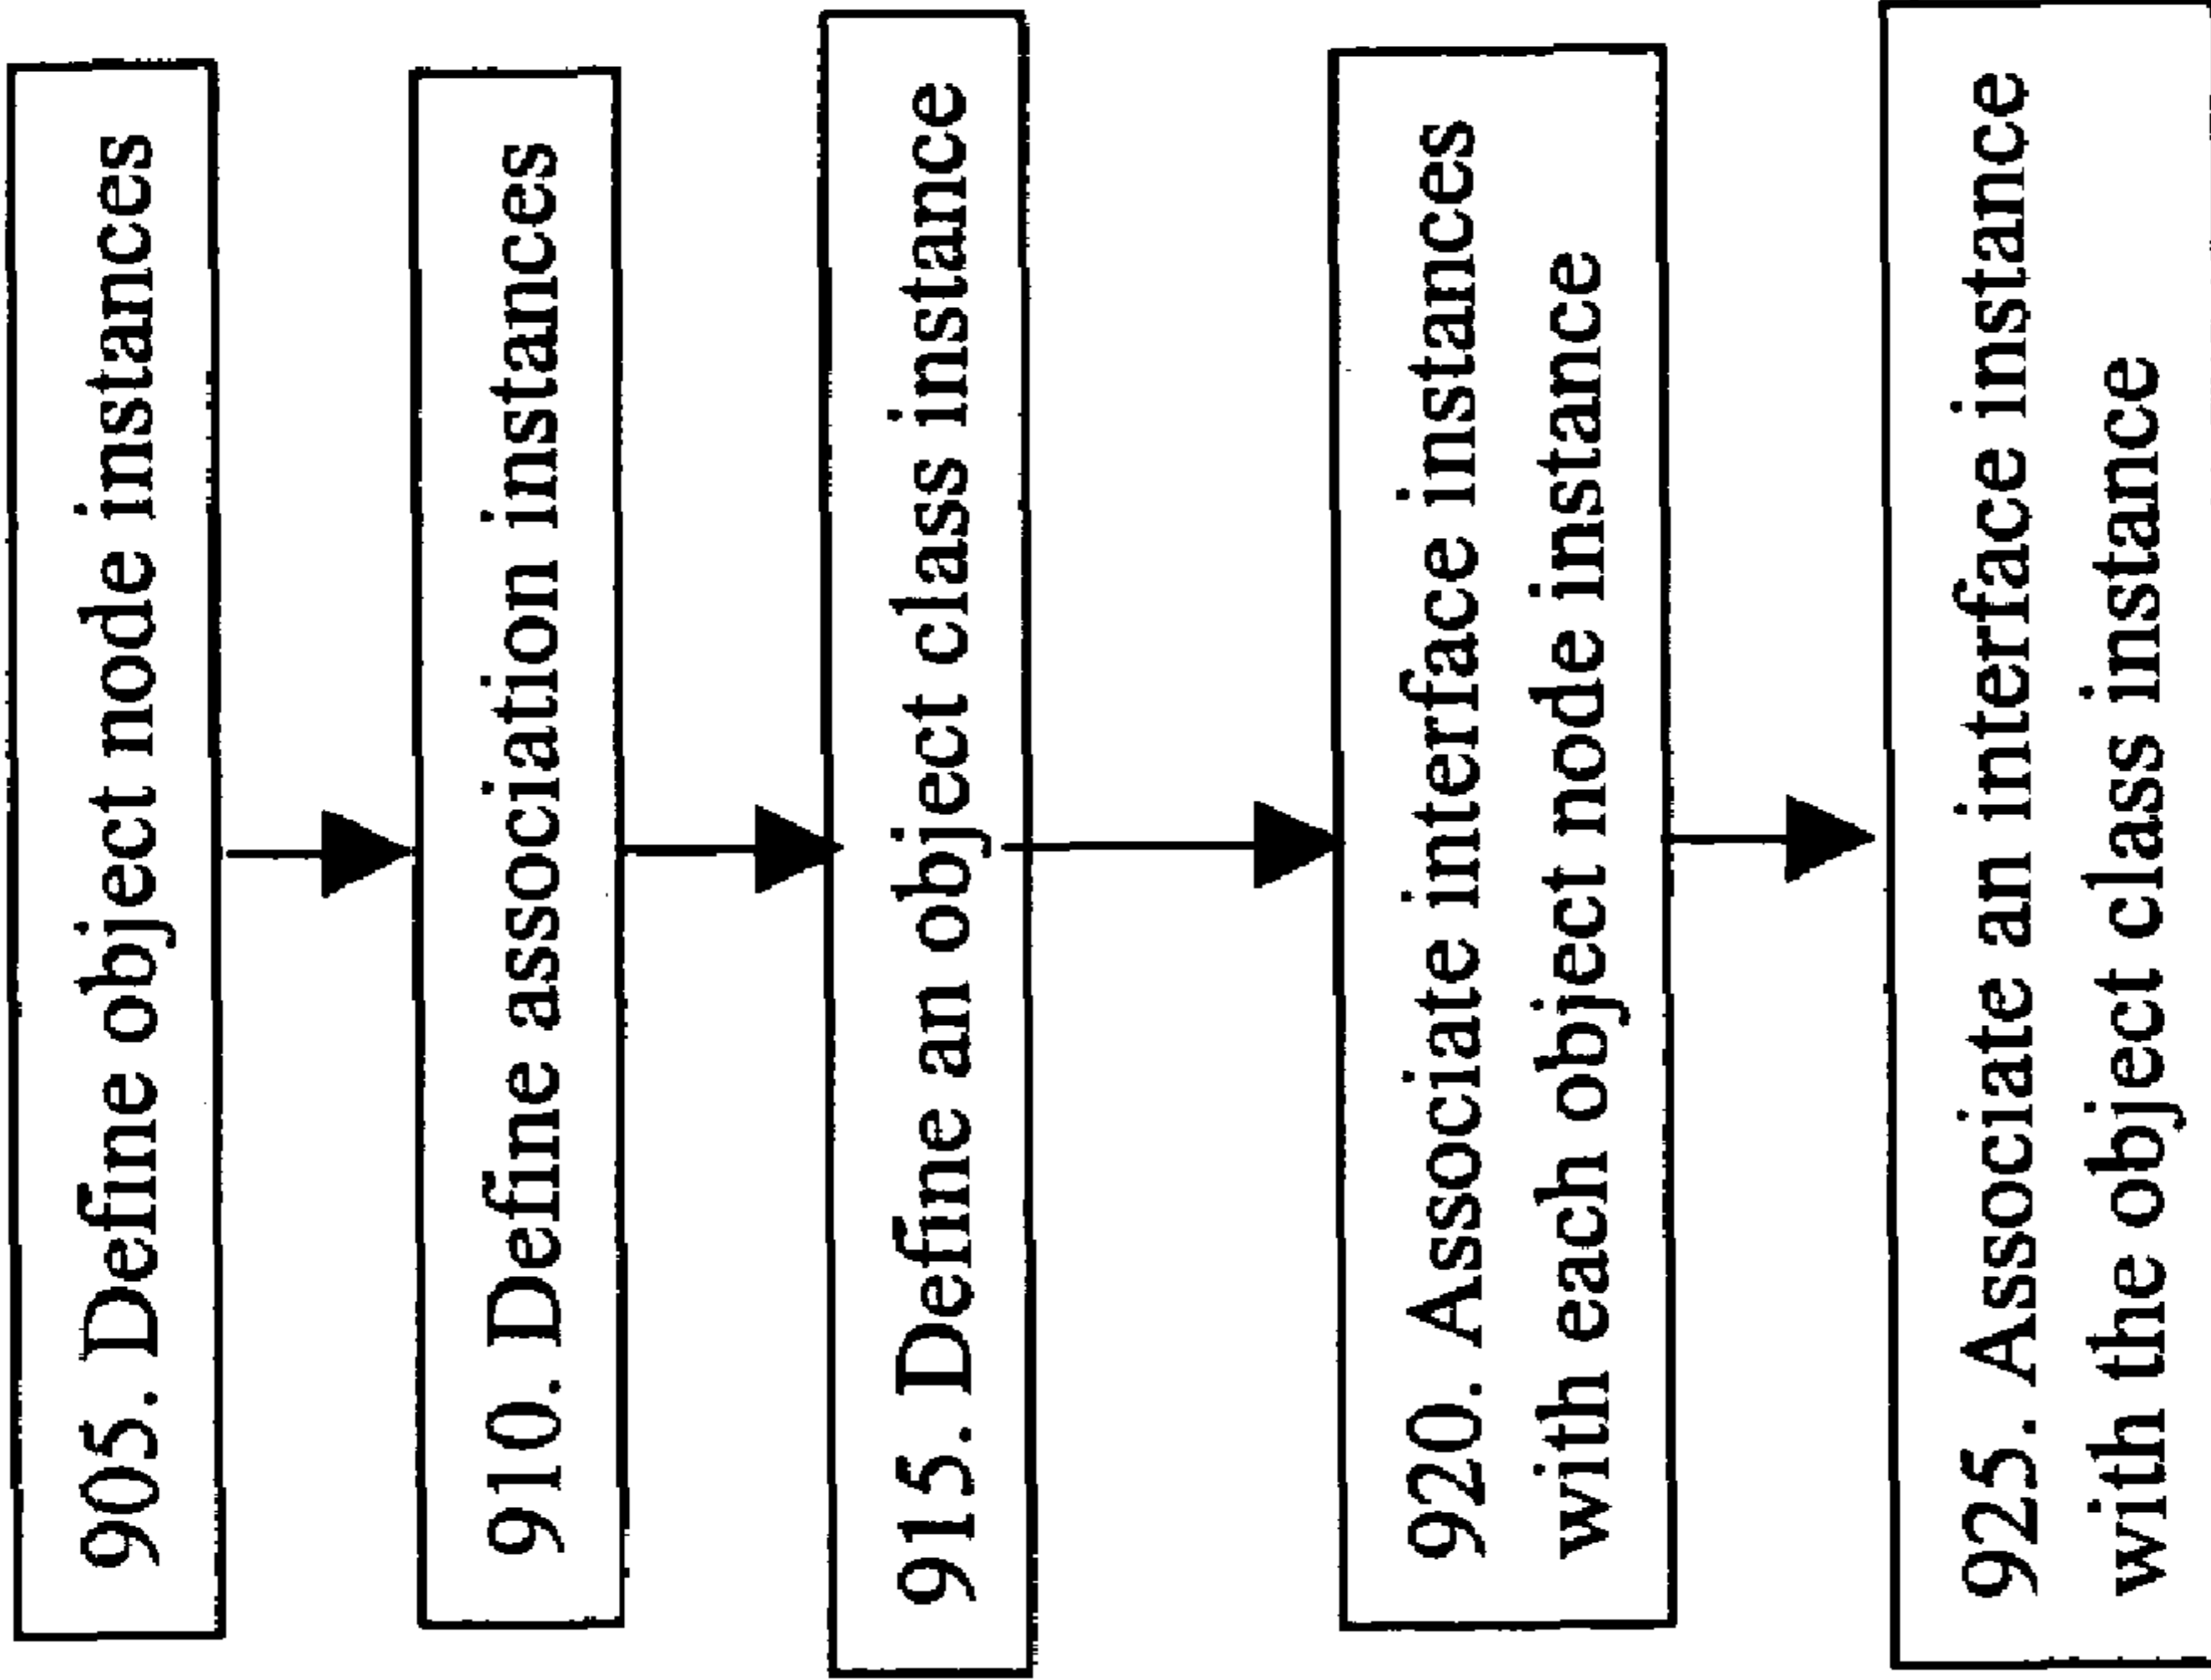 905. Define object node instances
910. Define association instances
915. Define an object class instance
920. Associate interface instances
with each object node instance
925. Associate an interface instance
with the object class instance